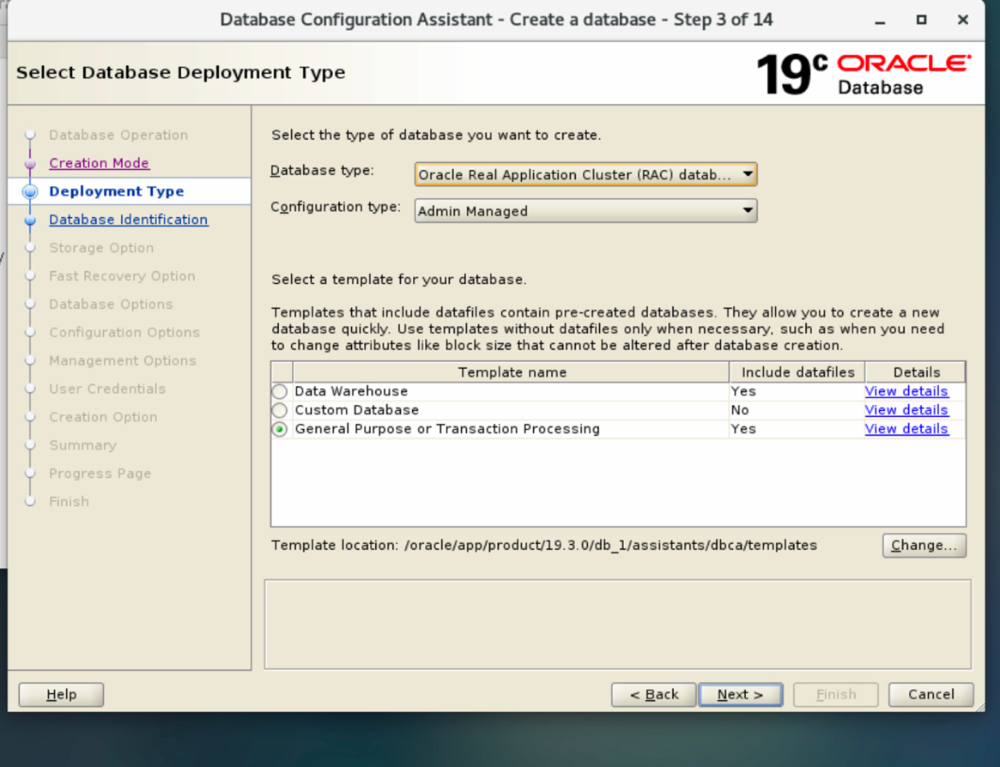 Database Configuration Assistant - Create a database - Step 3 of 14
Select Database Deployment Type
19c ORACLE
Database
Database Operation
Creation Mode
Deployment Type
Database Identification
Storage Option
Fast Recovery Option
Database Options
Configuration Options
Management Options
User Credentials
Creation Option
Summary
Progress Page
Finish
Select the type of database you want to create.
Database type: Oracle Real Application Cluster (RAC) datab...
Configuration type: Admin Managed
Select a template for your database.
Templates that include datafiles contain pre-created databases. They allow you to create a new
database quickly. Use templates without datafiles only when necessary, such as when you need
to change attributes like block size that cannot be altered after database creation.
Template name Include datafiles Details
Data Warehouse Yes View details
Custom Database No View details
General Purpose or Transaction Processing Yes View details
Template location: /oracle/app/product/19.3.0/db_1/assistants/dbca/templates Change...
Help < Back Next > Finish Cancel